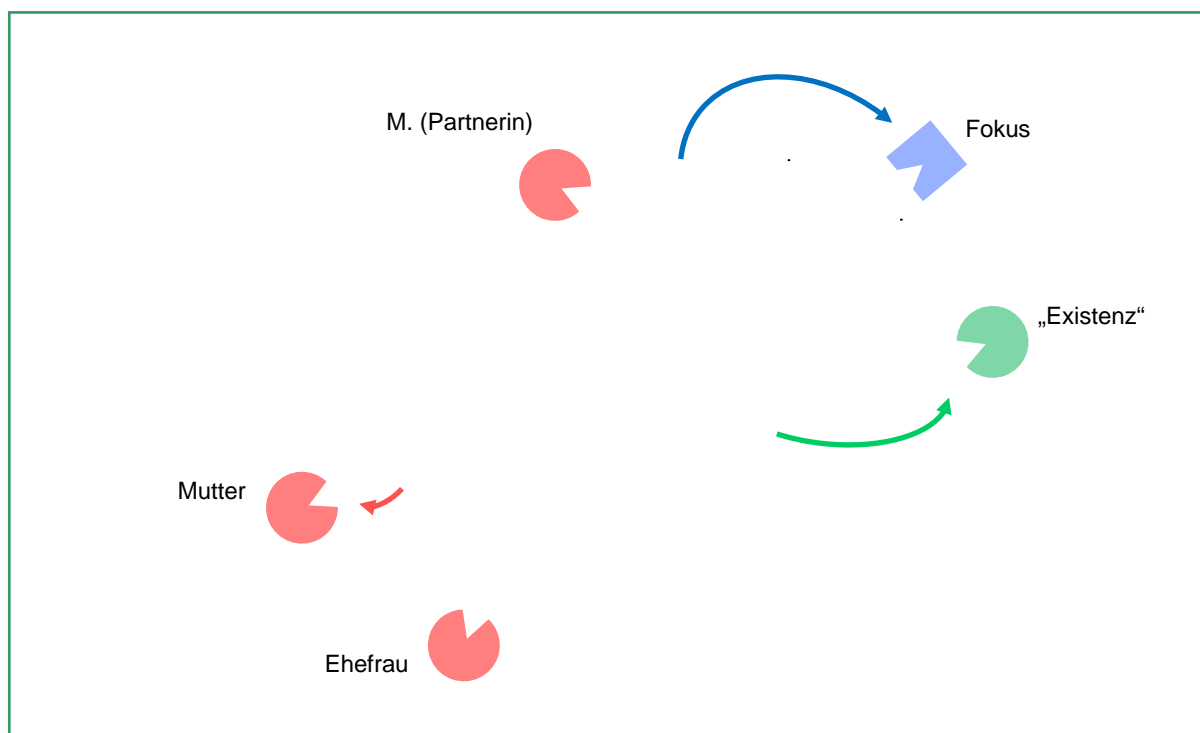 M. (Partnerin)
Fokus
„Existenz“
Mutter
Ehefrau